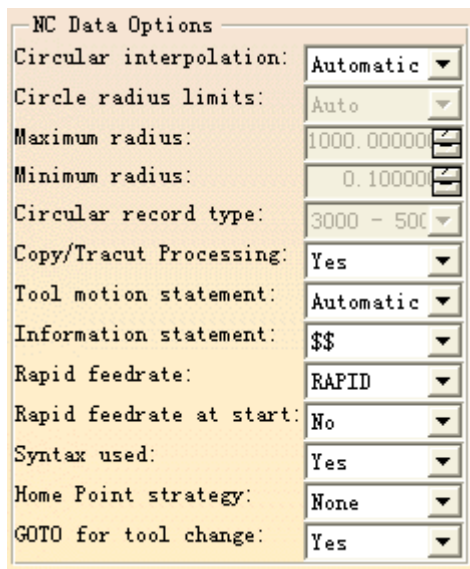 NC Data Options
Circular interpolation: Automatic
Circle radius limits: Auto
Maximum radius: 1000.000000
Minimum radius: 0.10000
Circular record type: 3000 - 500
Copy/Tracut Processing: Yes
Tool motion statement: Automatic
Information statement: $$
Rapid feedrate: RAPID
Rapid feedrate at start: No
Syntax used: Yes
Home Point strategy: None
GOTO for tool change: Yes